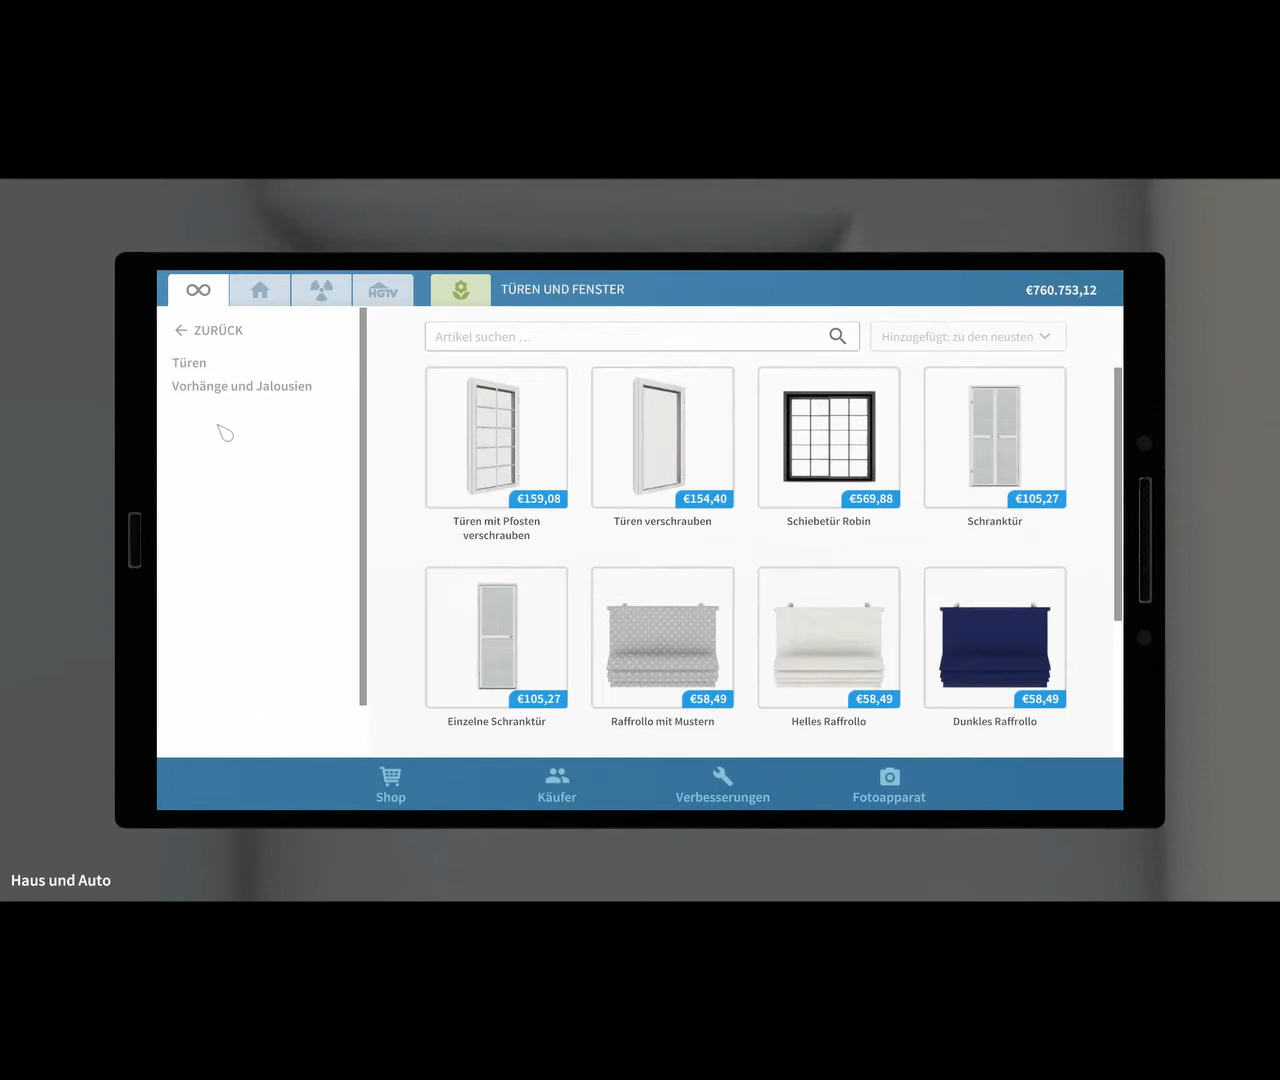 HGTV
TÜREN UND FENSTER
€760.753,12
ZURÜCK
Türen
Vorhänge und Jalousien
Artikel suchen ...
Hinzugefügt: zu den neusten
€159,08
€154,40
€569,88
€105,27
Türen mit Pfosten
verschrauben
Türen verschrauben
Schiebetür Robin
Schranktür
€105,27
€58,49
€58,49
€58,49
Einzelne Schranktür
Raffrollo mit Mustern
Helles Raffrollo
Dunkles Raffrollo
Shop
Käufer
Verbesserungen
Fotoapparat
Haus und Auto